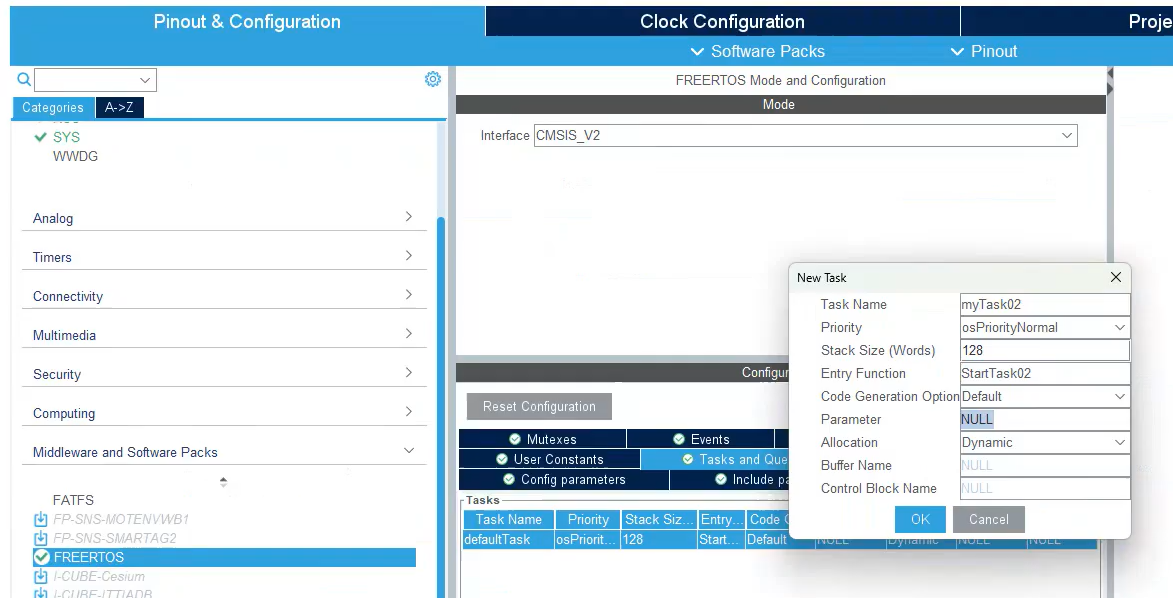 Pinout & Configuration
Clock Configuration
Proje
Software Packs
Pinout
Categories
A->Z
SYS
WWDG
Analog
Timers
Connectivity
Multimedia
Security
Computing
Middleware and Software Packs
FATFS
FP-SNS-MOTENVWB1
FP-SNS-SMARTAG2
FREERTOS
I-CUBE-Cesium
I-CUBE-ITTIADB
FREERTOS Mode and Configuration
Mode
Interface CMSIS_V2
Configur
Reset Configuration
Mutexes
Events
User Constants
Tasks and Que
Config parameters
Include pa
Tasks
Task Name Priority Stack Siz... Entry... Code G
defaultTask osPriorit... 128 Start... Default NULL Dynamic NULL NULL
New Task
Task Name myTask02
Priority osPriorityNormal
Stack Size (Words) 128
Entry Function StartTask02
Code Generation Option Default
Parameter NULL
Allocation Dynamic
Buffer Name NULL
Control Block Name NULL
OK Cancel